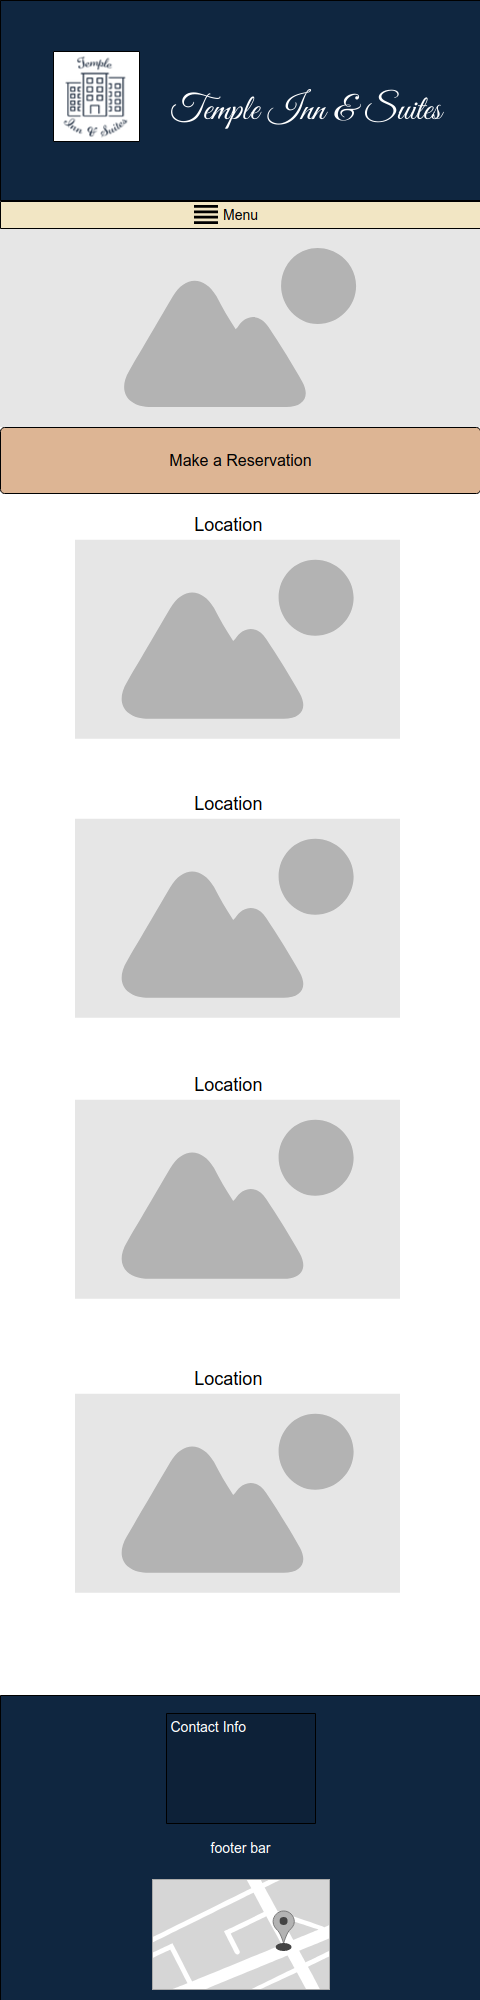 Temple
Inn & Suites
Temple Inn & Suites
Menu
Make a Reservation
Location
Location
Location
Location
Contact Info
footer bar